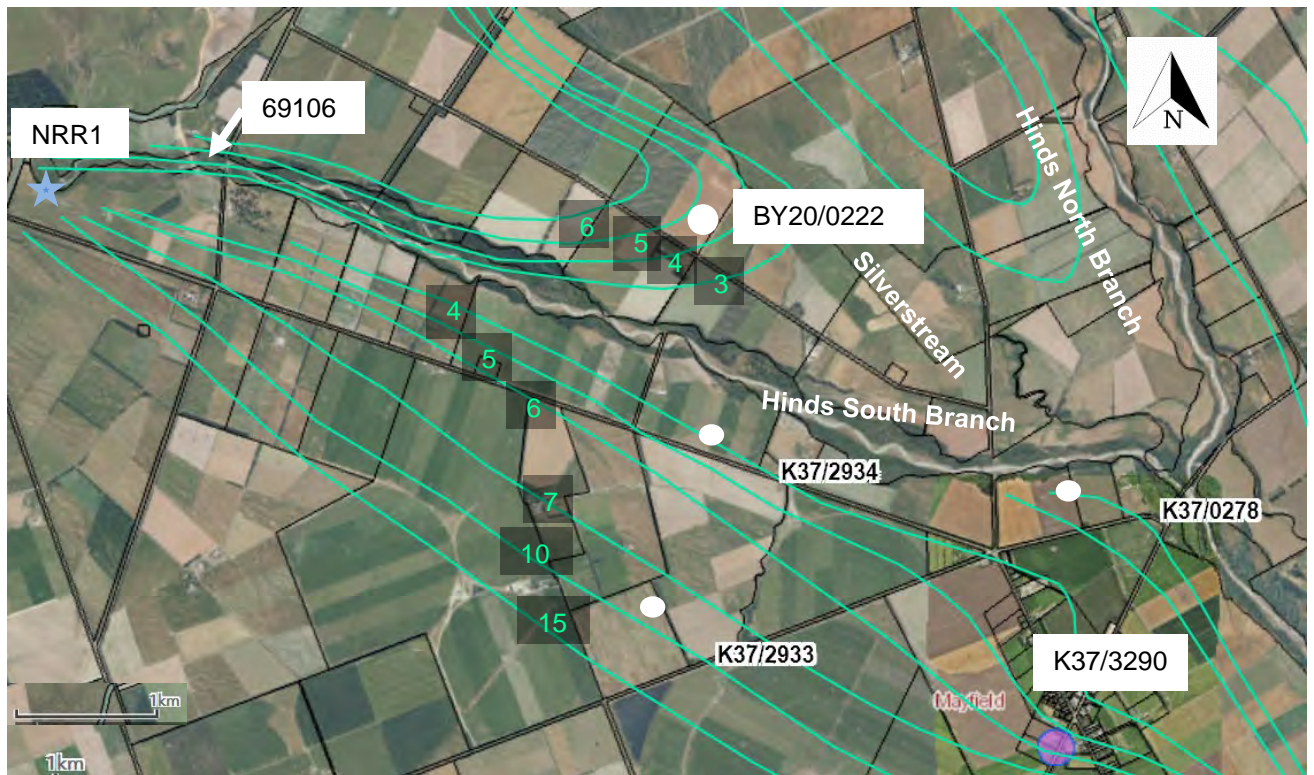 NRR1
69106
N
Hinds North Branch
BY20/0222
Silverstream
6
5
4
3
4
5
6
Hinds South Branch
K37/2934
7
K37/0278
10
15
K37/2933
K37/3290
Mayfield
1km
1km